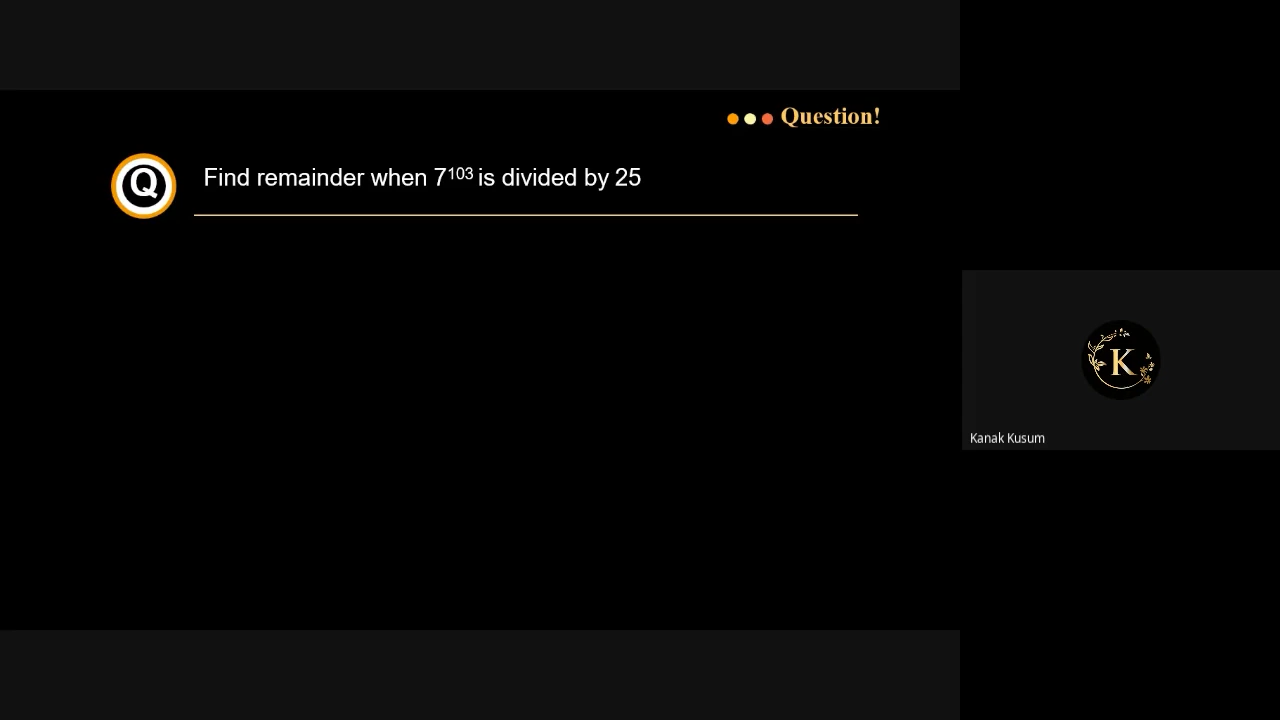 Question!
Q
Find remainder when 7¹⁰³ is divided by 25
K
Kanak Kusum